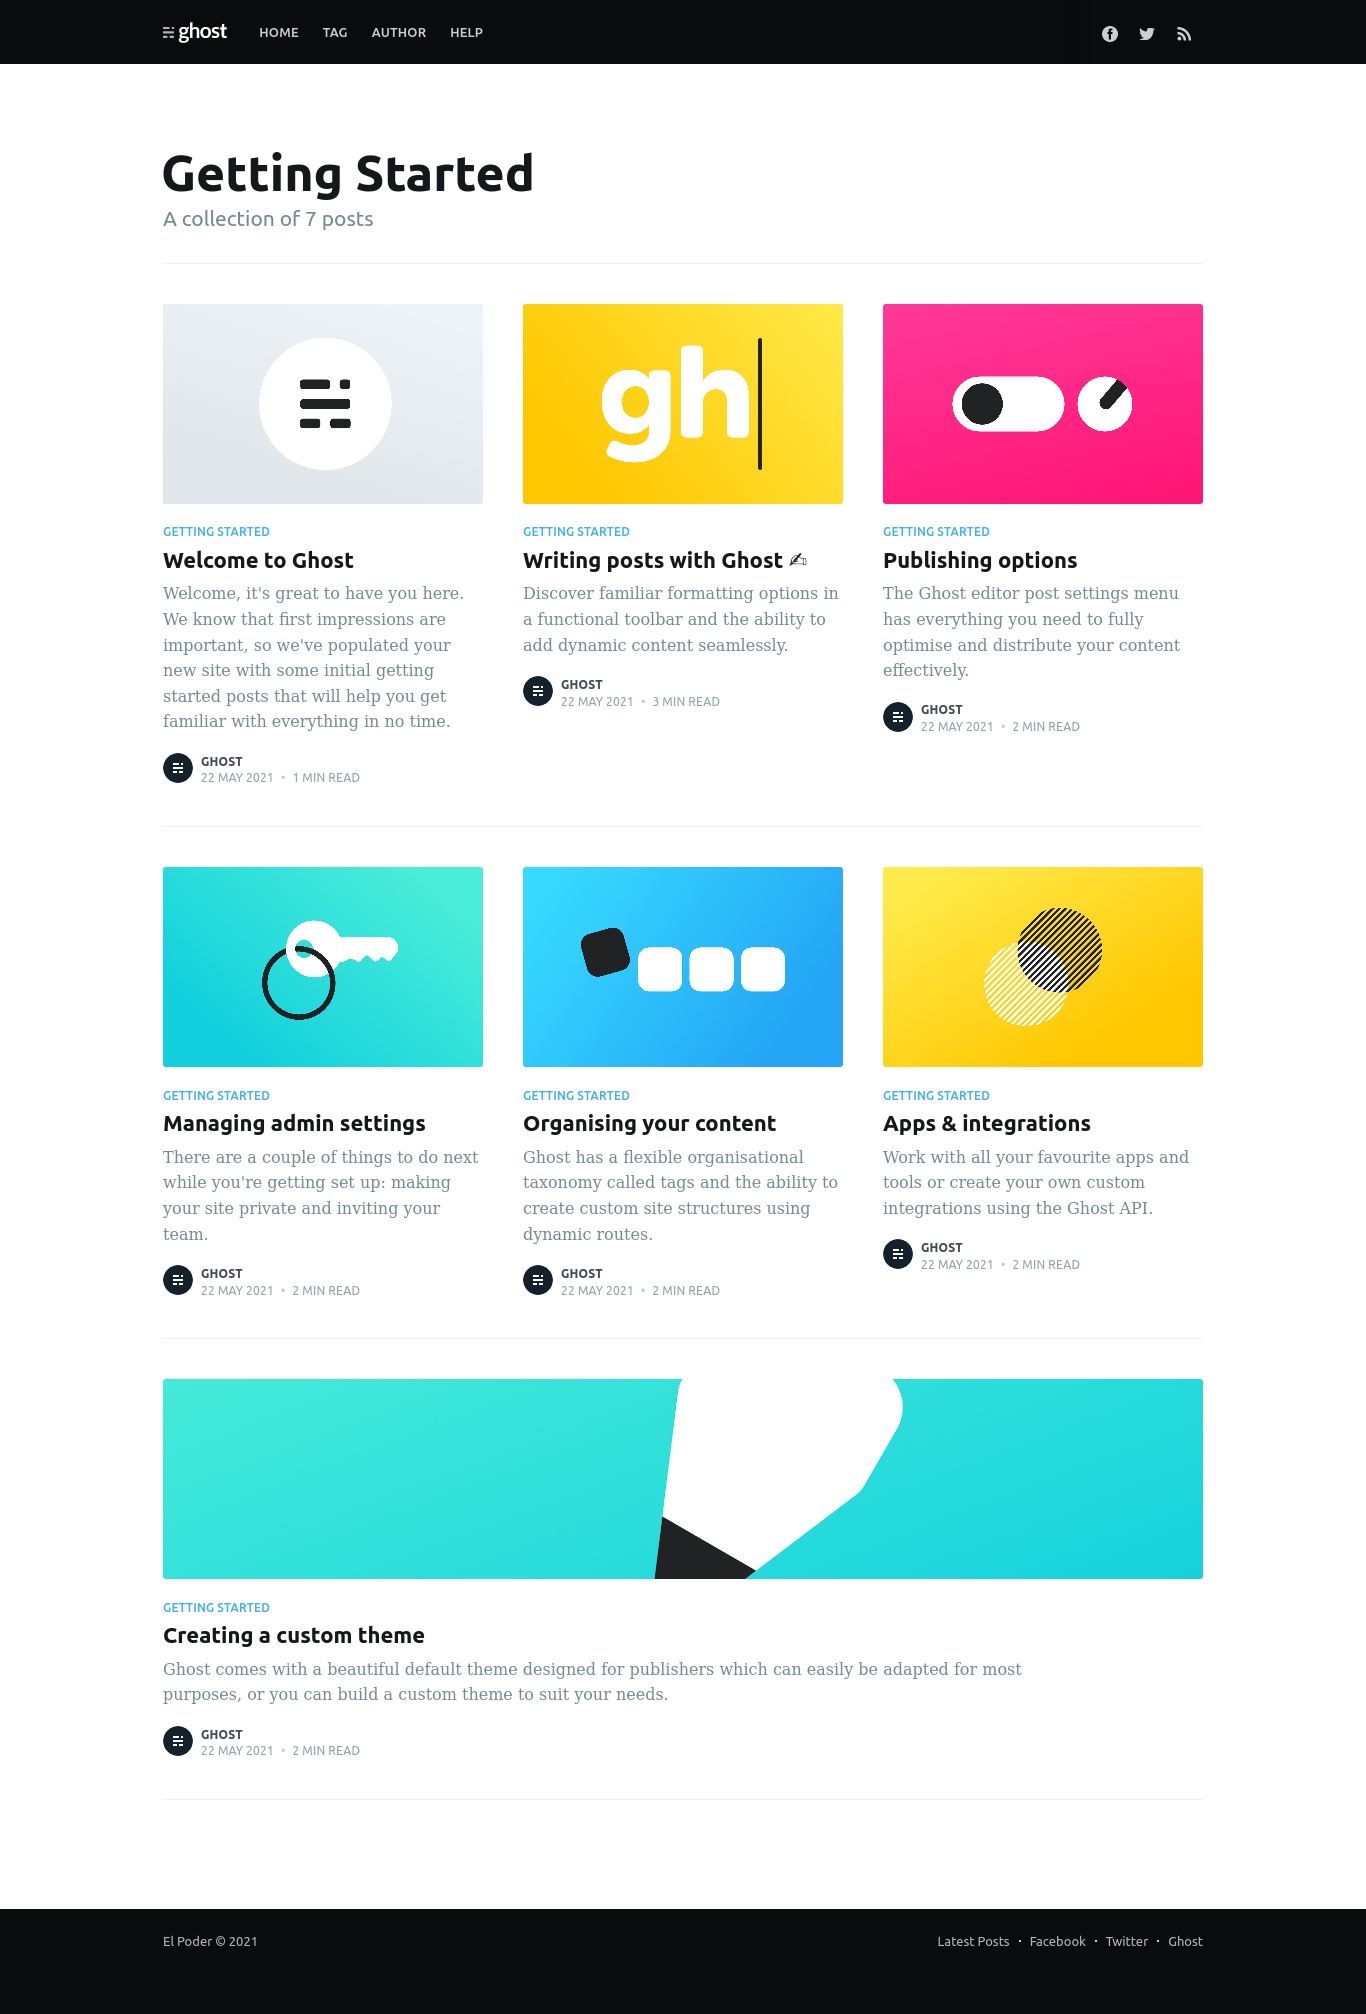 ghost HOME TAG AUTHOR HELP
Getting Started
A collection of 7 posts
gh
GETTING STARTED
Welcome to Ghost
Welcome, it's great to have you here.
We know that first impressions are
important, so we've populated your
new site with some initial getting
started posts that will help you get
familiar with everything in no time.
GHOST
22 MAY 2021 • 1 MIN READ
GETTING STARTED
Writing posts with Ghost ✍
Discover familiar formatting options in
a functional toolbar and the ability to
add dynamic content seamlessly.
GHOST
22 MAY 2021 • 3 MIN READ
GETTING STARTED
Publishing options
The Ghost editor post settings menu
has everything you need to fully
optimise and distribute your content
effectively.
GHOST
22 MAY 2021 • 2 MIN READ
GETTING STARTED
Managing admin settings
There are a couple of things to do next
while you're getting set up: making
your site private and inviting your
team.
GHOST
22 MAY 2021 • 2 MIN READ
GETTING STARTED
Organising your content
Ghost has a flexible organisational
taxonomy called tags and the ability to
create custom site structures using
dynamic routes.
GHOST
22 MAY 2021 • 2 MIN READ
GETTING STARTED
Apps & integrations
Work with all your favourite apps and
tools or create your own custom
integrations using the Ghost API.
GHOST
22 MAY 2021 • 2 MIN READ
GETTING STARTED
Creating a custom theme
Ghost comes with a beautiful default theme designed for publishers which can easily be adapted for most
purposes, or you can build a custom theme to suit your needs.
GHOST
22 MAY 2021 • 2 MIN READ
El Poder © 2021
Latest Posts • Facebook • Twitter • Ghost